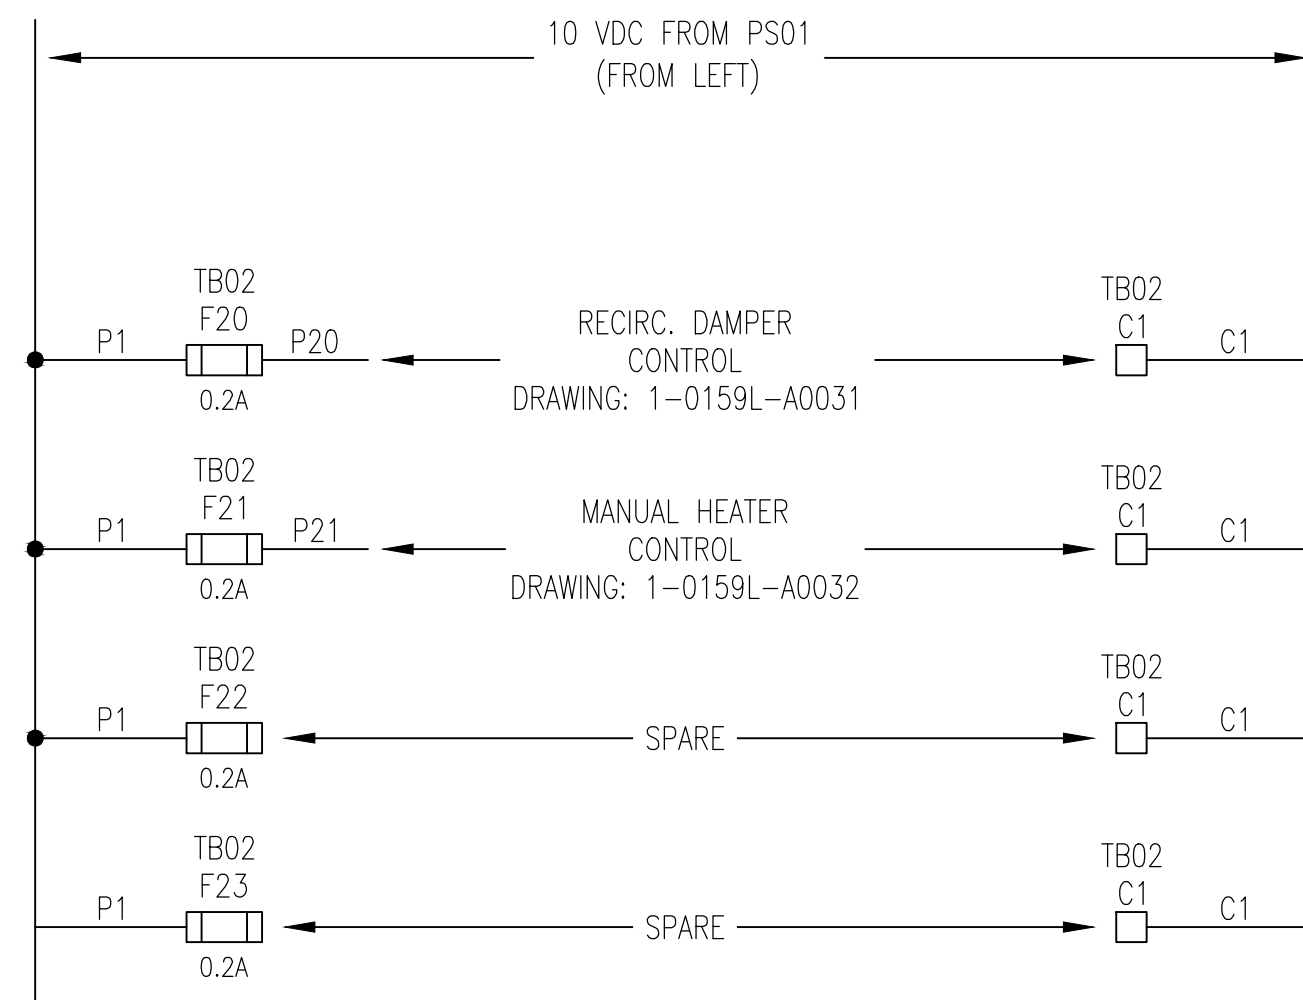 10 VDC FROM PS01
(FROM LEFT)
TB02
F20
P1
P20
0.2A
RECIRC. DAMPER
CONTROL
DRAWING: 1-0159L-A0031
TB02
C1
C1
TB02
F21
P1
P21
0.2A
MANUAL HEATER
CONTROL
DRAWING: 1-0159L-A0032
TB02
C1
C1
TB02
F22
P1
0.2A
SPARE
TB02
C1
C1
TB02
F23
P1
0.2A
SPARE
TB02
C1
C1